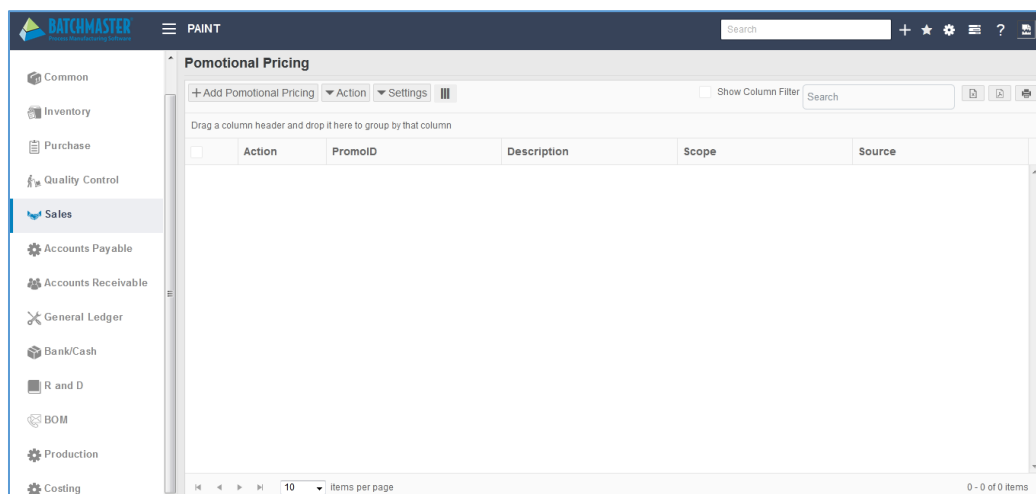 BATCHMASTER
Process Manufacturing Software
PAINT
Search
?
Common
Inventory
Purchase
Quality Control
Sales
Accounts Payable
Accounts Receivable
General Ledger
Bank/Cash
R and D
BOM
Production
Costing
Pomotional Pricing
+Add Pomotional Pricing Action Settings
Show Column Filter Search
Drag a column header and drop it here to group by that column
Action PromoID Description Scope Source
10 items per page 0 - 0 of 0 items